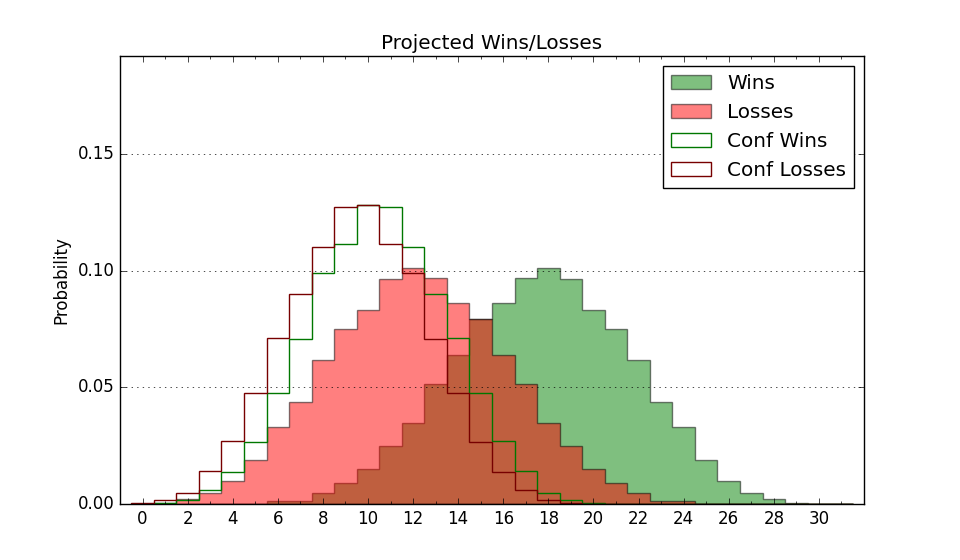 Projected Wins/Losses
Wins
Losses
Conf Wins
Conf Losses
0.15
0.10
0.05
0.00
Probability
0 2 4 6 8 10 12 14 16 18 20 22 24 26 28 30